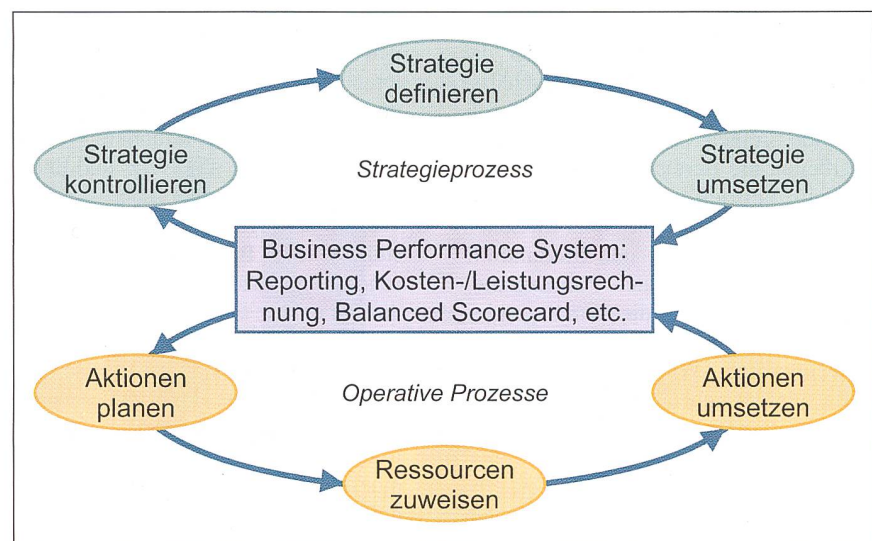 Strategie
definieren
Strategie
kontrollieren
Strategieprozess
Strategie
umsetzen
Business Performance System:
Reporting, Kosten-/Leistungsrech-
nung, Balanced Scorecard, etc.
Aktionen
planen
Operative Prozesse
Aktionen
umsetzen
Ressourcen
zuweisen